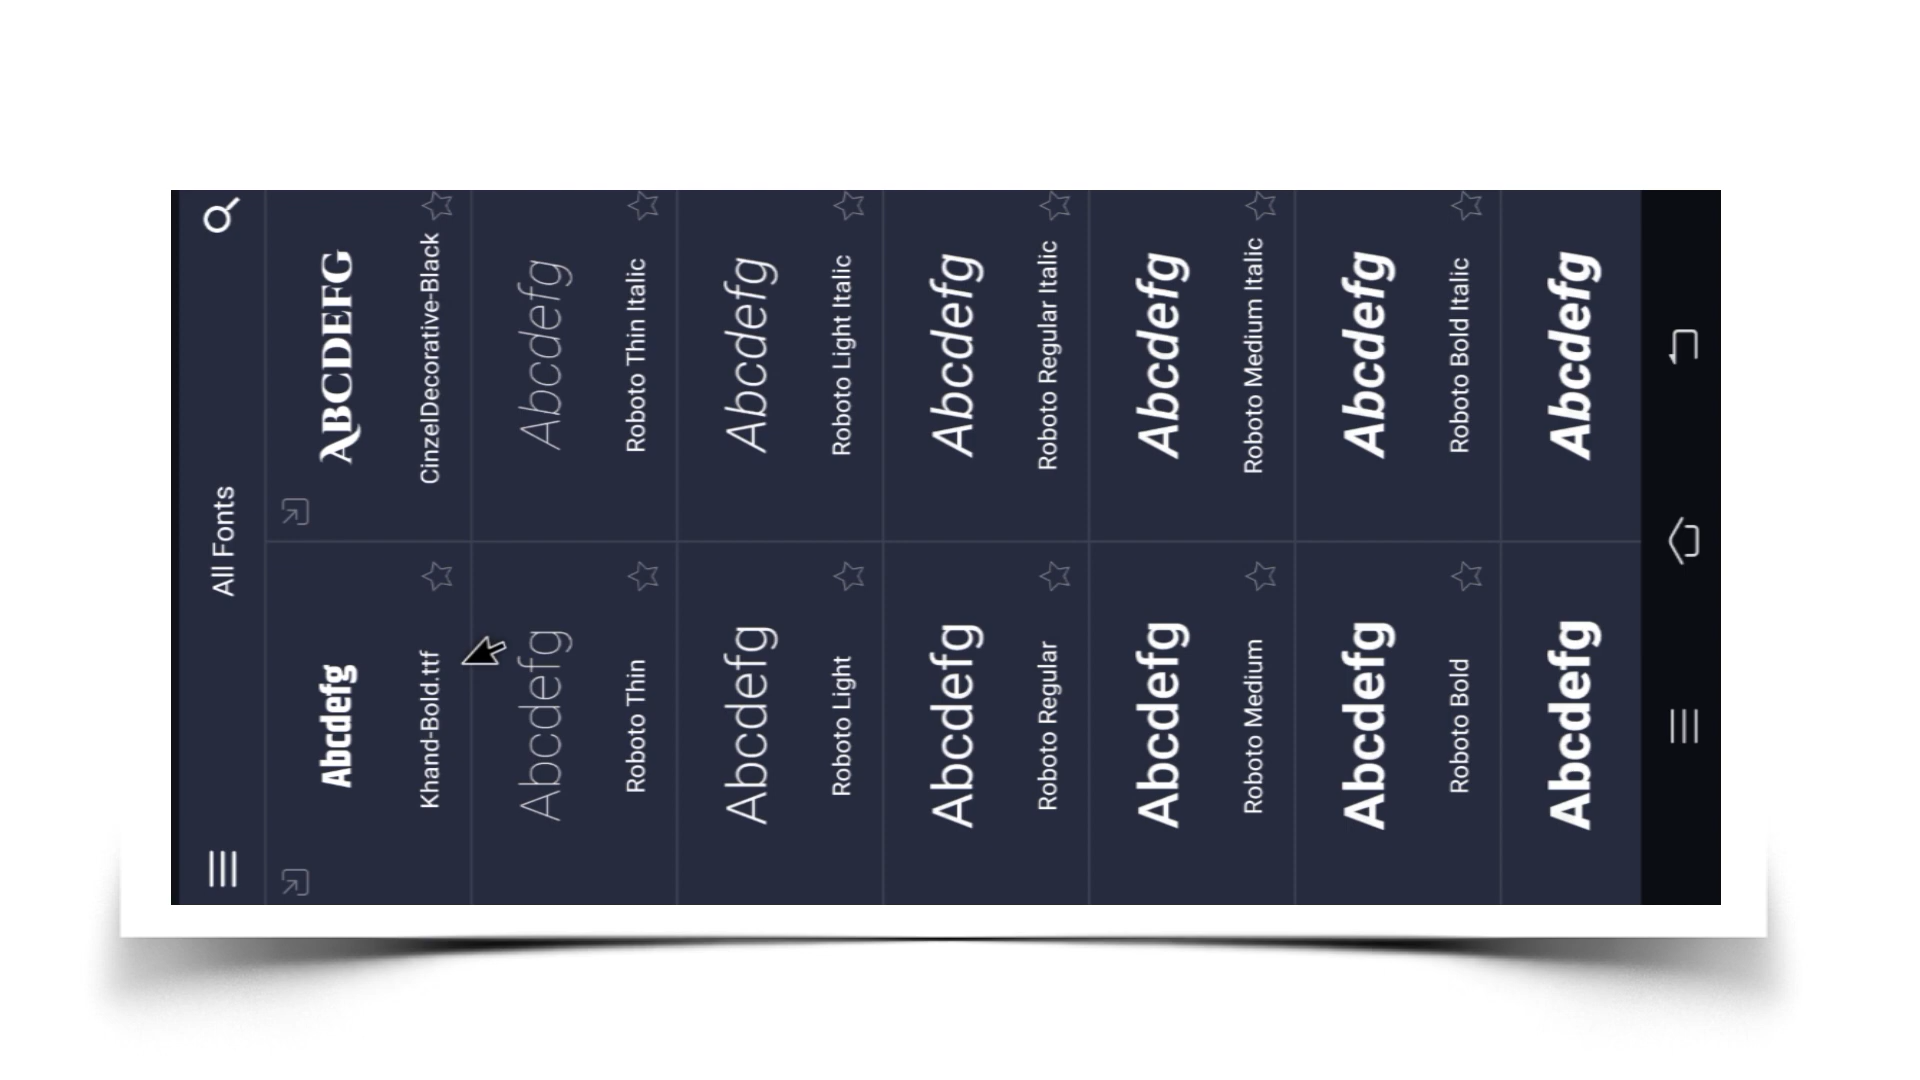 All Fonts
Abcdefg
ABCDEFG
Khand-Bold.ttf
CinzelDecorative-Black
Abcdefg
Abcdefg
Roboto Thin
Roboto Thin Italic
Abcdefg
Abcdefg
Roboto Light
Roboto Light Italic
Abcdefg
Abcdefg
Roboto Regular
Roboto Regular Italic
Abcdefg
Abcdefg
Roboto Medium
Roboto Medium Italic
Abcdefg
Abcdefg
Roboto Bold
Roboto Bold Italic
Abcdefg
Abcdefg